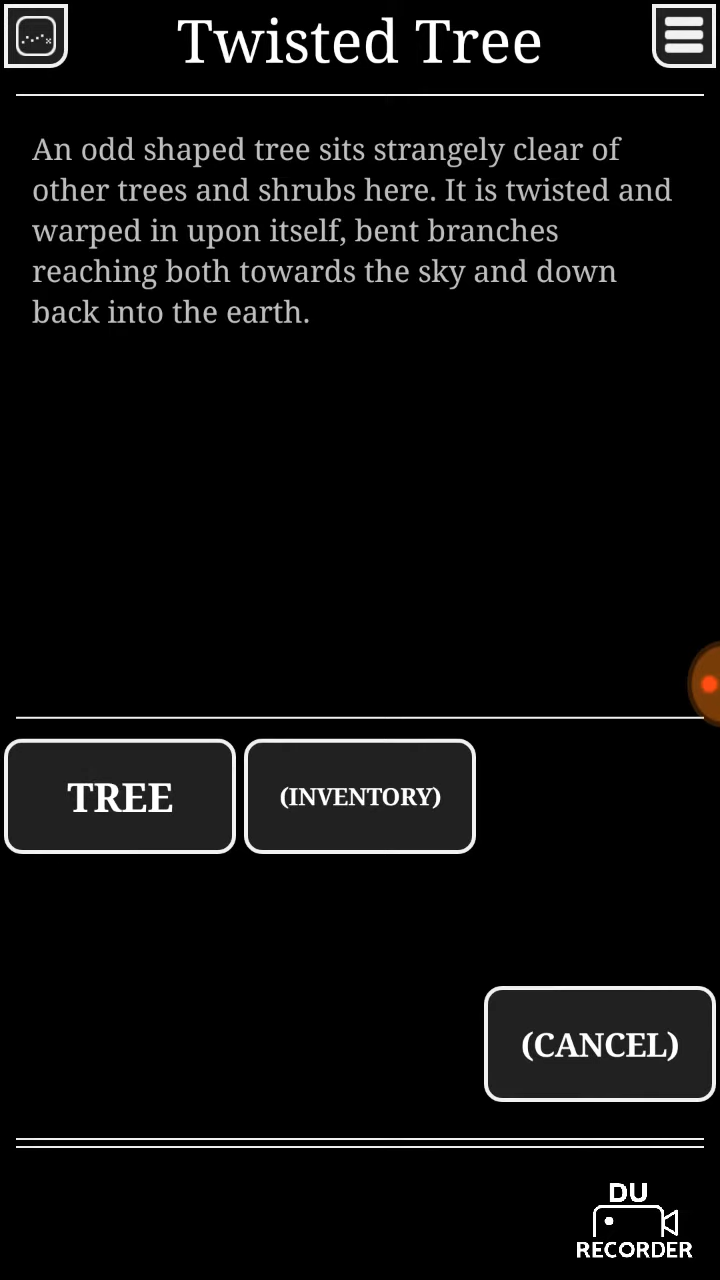 Twisted Tree
An odd shaped tree sits strangely clear of
other trees and shrubs here. It is twisted and
warped in upon itself, bent branches
reaching both towards the sky and down
back into the earth.
TREE
(INVENTORY)
(CANCEL)
DU
RECORDER